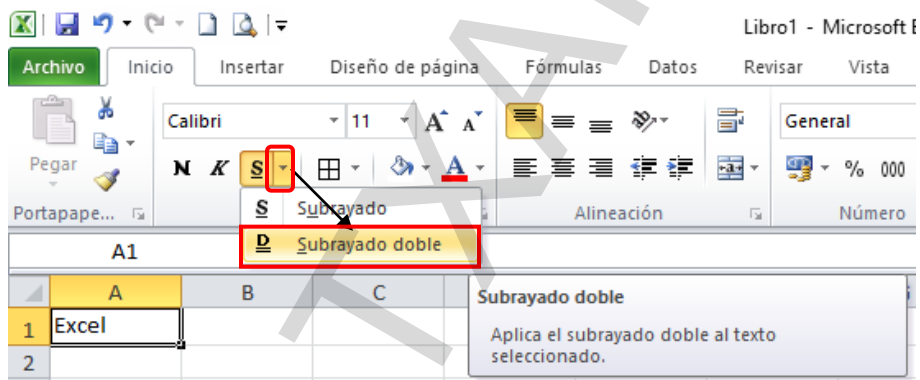 Libro1 - Microsoft E
Archivo Inicio Insertar Diseño de página Fórmulas Datos Revisar Vista
Calibri 11 A A General
Pegar N K S A % 000
Portapape... Alineación Número
S Subrayado
D Subrayado doble
A1
A B C
1 Excel
2
Subrayado doble
Aplica el subrayado doble al texto
seleccionado.